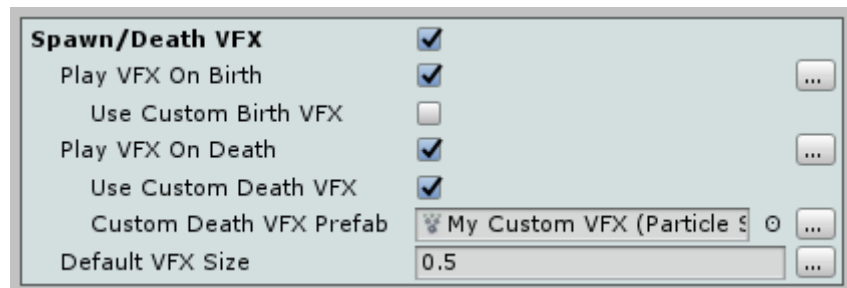 Spawn/Death VFX
Play VFX On Birth ...
Use Custom Birth VFX
Play VFX On Death ...
Use Custom Death VFX
Custom Death VFX Prefab My Custom VFX (Particle ...
Default VFX Size 0.5 ...